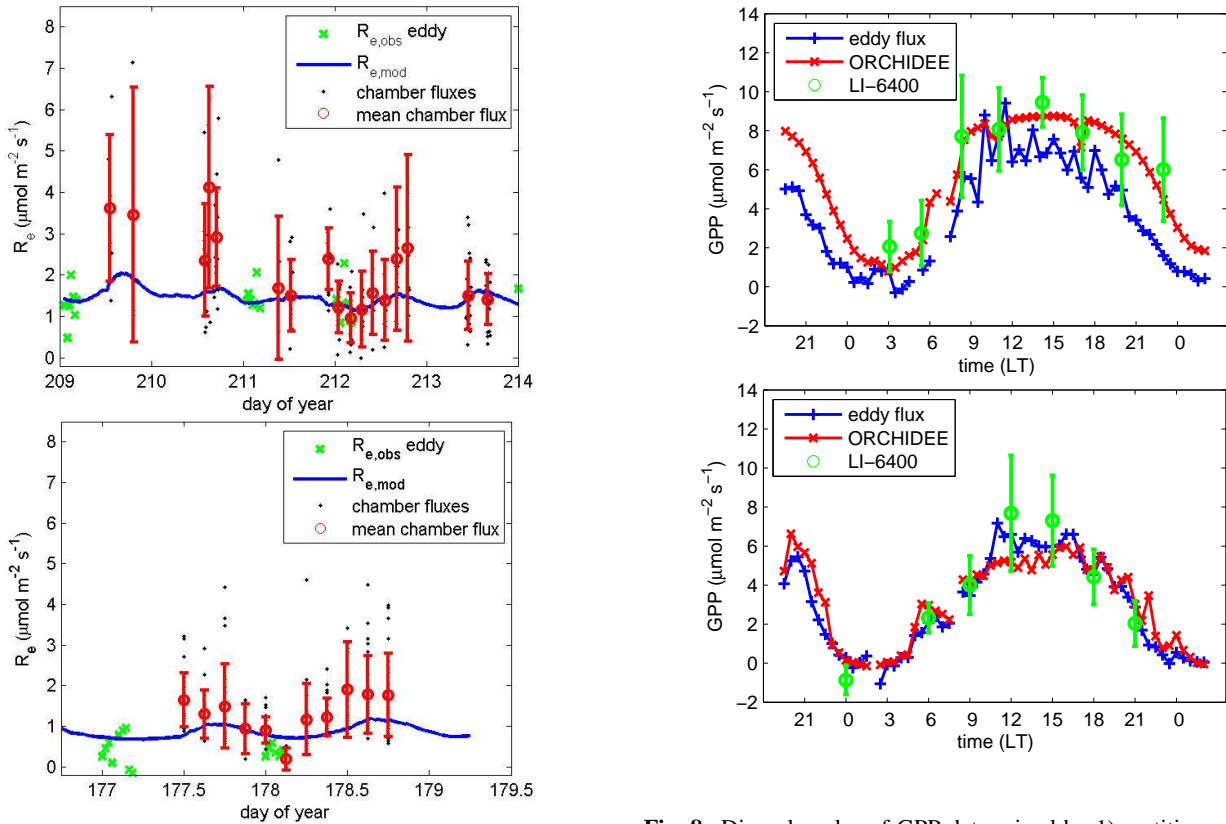 R_e (μmol m⁻² s⁻¹)
8
7
6
5
4
3
2
1
0
R_e,obs eddy
R_e,mod
chamber fluxes
mean chamber flux
209 210 211 212 213 214
day of year
R_e (μmol m⁻² s⁻¹)
8
7
6
5
4
3
2
1
0
R_e,obs eddy
R_e,mod
chamber fluxes
mean chamber flux
177 177.5 178 178.5 179 179.5
day of year
GPP (μmol m⁻² s⁻¹)
14
12
10
8
6
4
2
0
−2
eddy flux
ORCHIDEE
LI−6400
21 0 3 6 9 12 15 18 21 0
time (LT)
GPP (μmol m⁻² s⁻¹)
14
12
10
8
6
4
2
0
−2
eddy flux
ORCHIDEE
LI−6400
21 0 3 6 9 12 15 18 21 0
time (LT)